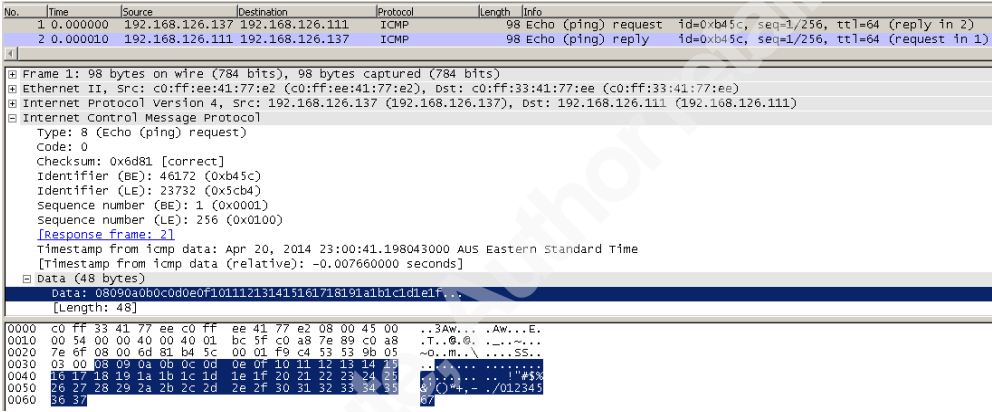 No. Time Source Destination Protocol Length Info
1 0.000000 192.168.126.137 192.168.126.111 ICMP 98 Echo (ping) request id=0xb45c, seq=1/256, ttl=64 (reply in 2)
2 0.000010 192.168.126.111 192.168.126.137 ICMP 98 Echo (ping) reply id=0xb45c, seq=1/256, ttl=64 (request in 1)
Frame 1: 98 bytes on wire (784 bits), 98 bytes captured (784 bits)
Ethernet II, Src: c0:ff:ee:41:77:e2 (c0:ff:ee:41:77:e2), Dst: c0:ff:33:41:77:ee (c0:ff:33:41:77:ee)
Internet Protocol Version 4, Src: 192.168.126.137 (192.168.126.137), Dst: 192.168.126.111 (192.168.126.111)
Internet Control Message Protocol
Type: 8 (Echo (ping) request)
Code: 0
Checksum: 0x6d81 [correct]
Identifier (BE): 46172 (0xb45c)
Identifier (LE): 23732 (0x5cb4)
Sequence number (BE): 1 (0x0001)
Sequence number (LE): 256 (0x0100)
[Response frame: 2]
Timestamp from icmp data: Apr 20, 2014 23:00:41.198043000 AUS Eastern Standard Time
[Timestamp from icmp data (relative): -0.007660000 seconds]
Data (48 bytes)
Data: 08090a0b0c0d0e0f101112131415161718191a1b1c1d1e1f...
[Length: 48]
0000 c0 ff 33 41 77 ee c0 ff ee 41 77 e2 08 00 45 00 ..3Aw... .Aw...E.
0010 00 54 00 00 40 00 40 01 bc 5f c0 a8 7e 89 c0 a8 .T..@.@. ._..~...
0020 7e 6f 08 00 6d 81 b4 5c 00 01 f9 c4 53 53 9b 05 ~o..m..\ ....SS..
0030 03 00 08 09 0a 0b 0c 0d 0e 0f 10 11 12 13 14 15 ........ ........
0040 16 17 18 19 1a 1b 1c 1d 1e 1f 20 21 22 23 24 25 ........ .. !"#$%
0050 26 27 28 29 2a 2b 2c 2d 2e 2f 30 31 32 33 34 35 &'()*+,- ./012345
0060 36 37 67